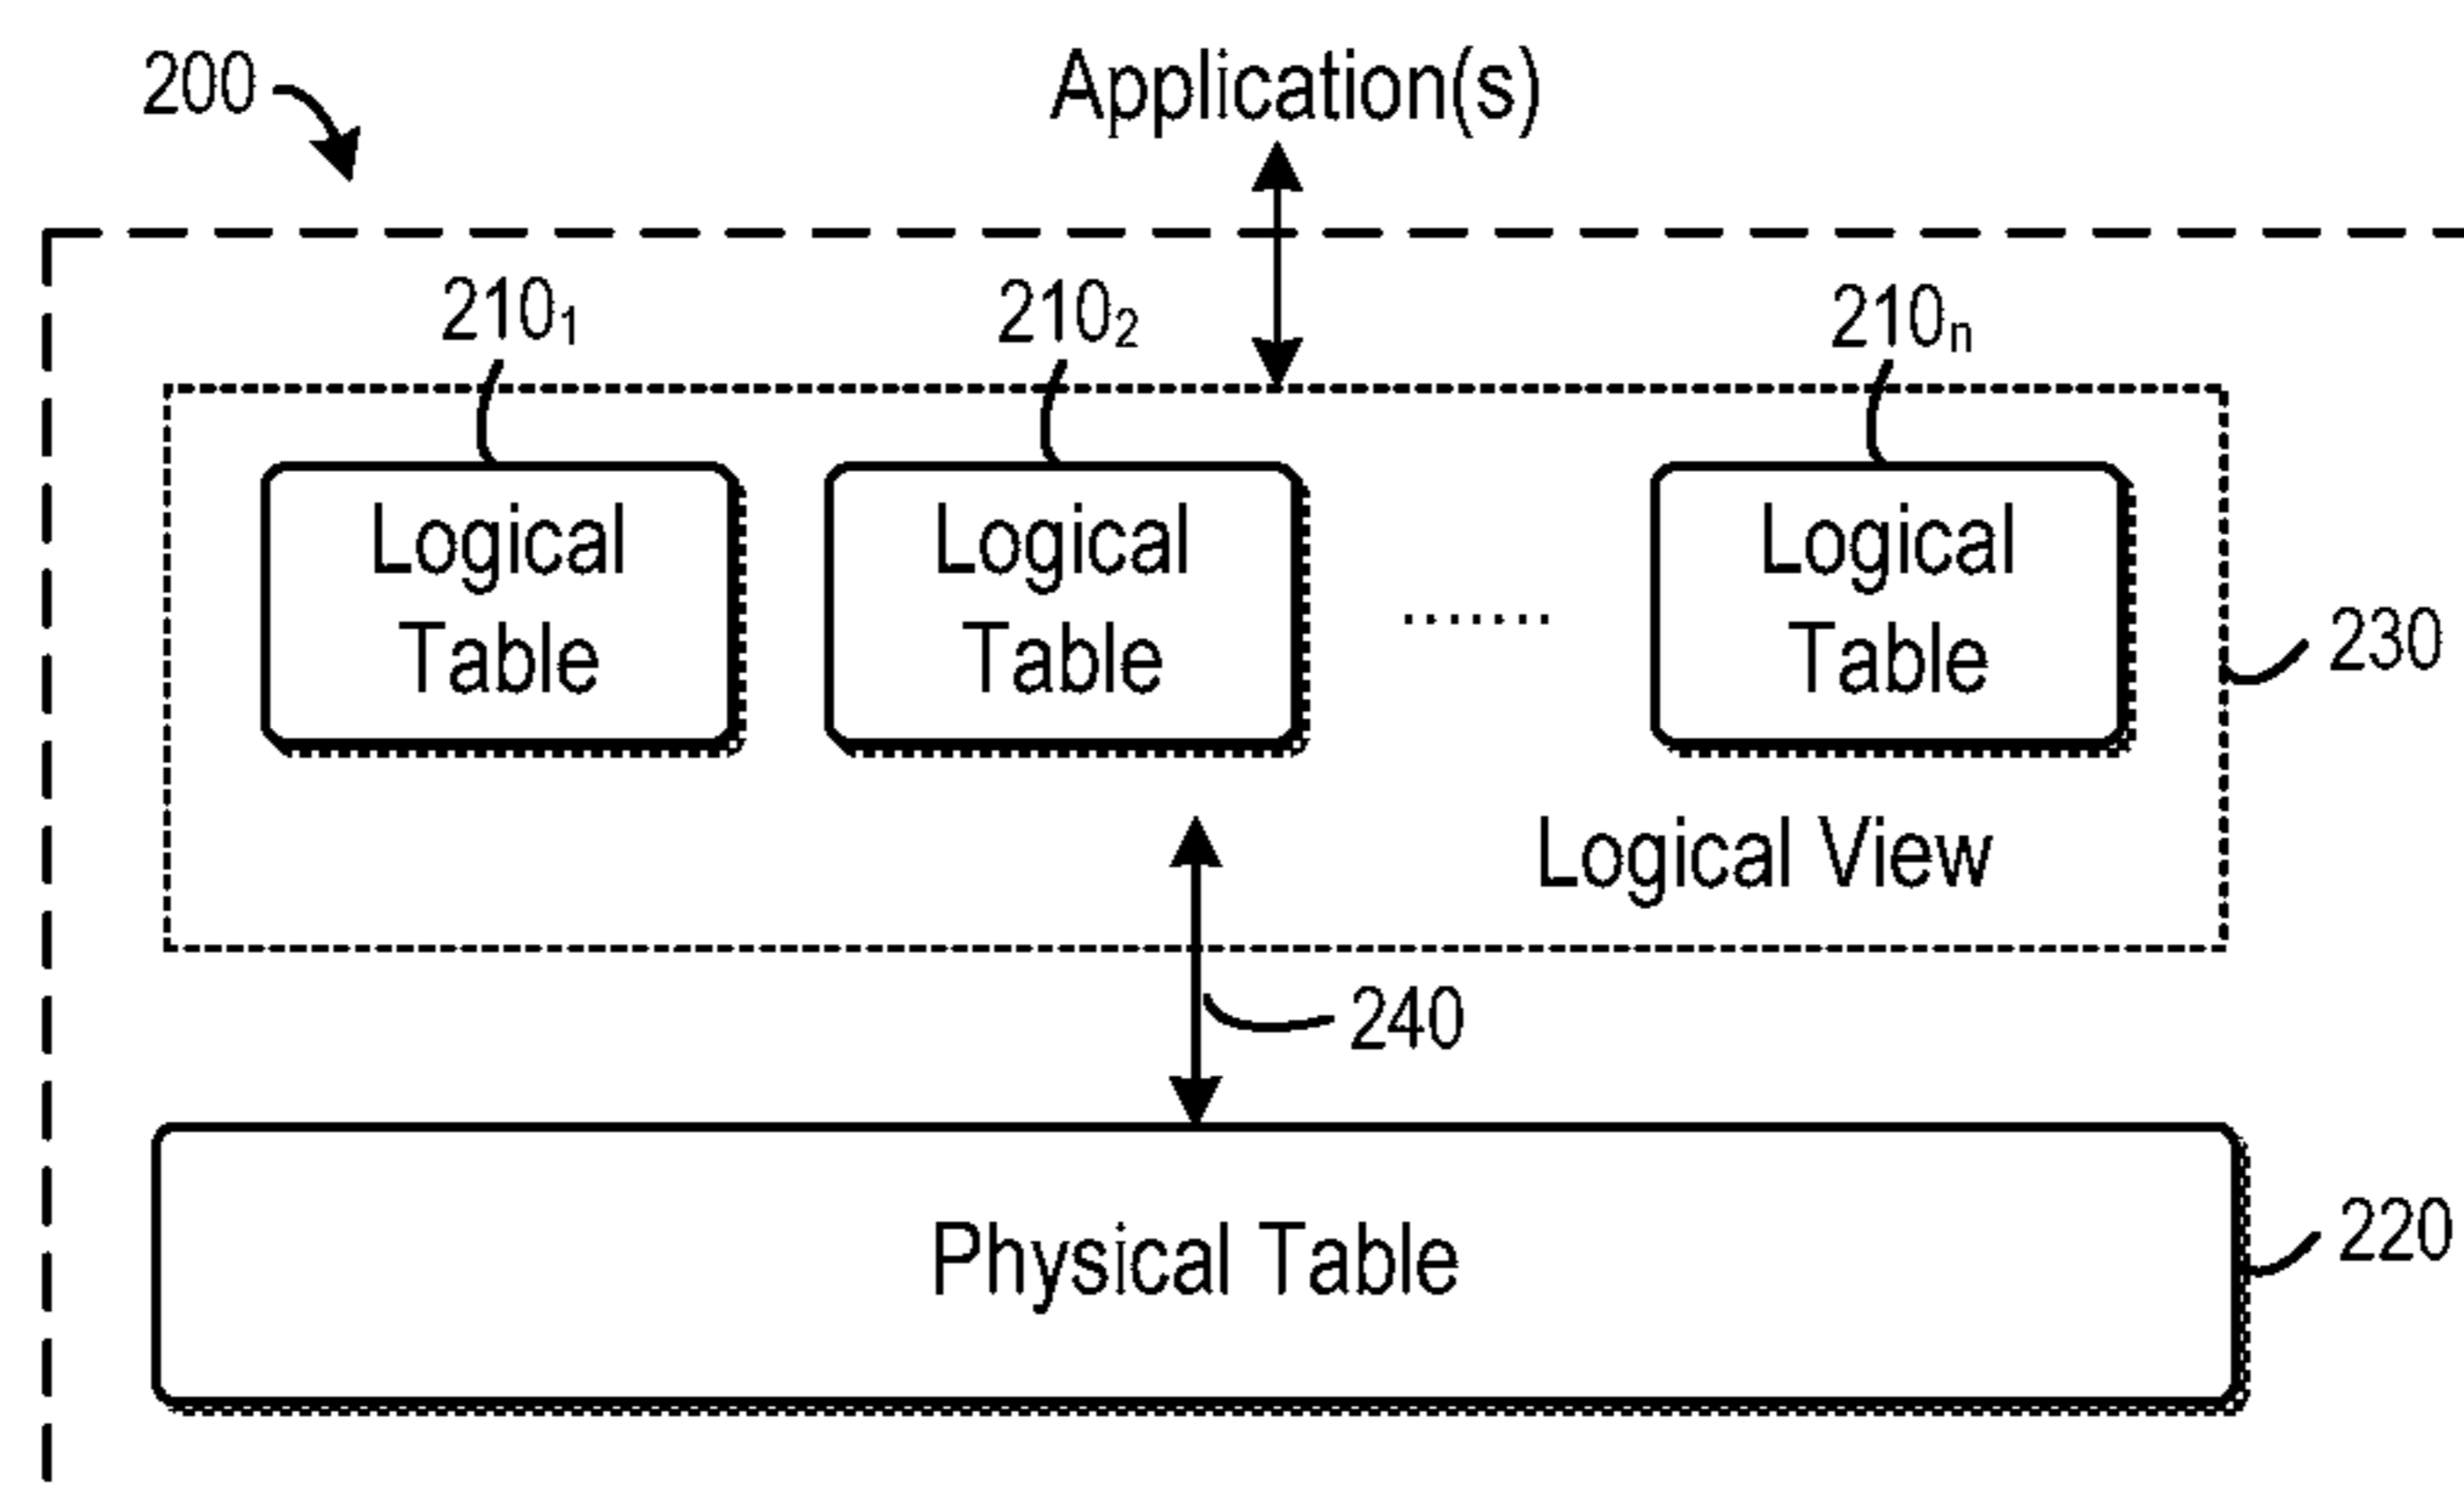 200
Application(s)
210₁
210₂
210ₙ
Logical
Table
Logical
Table
.......
Logical
Table
230
Logical View
240
Physical Table
220